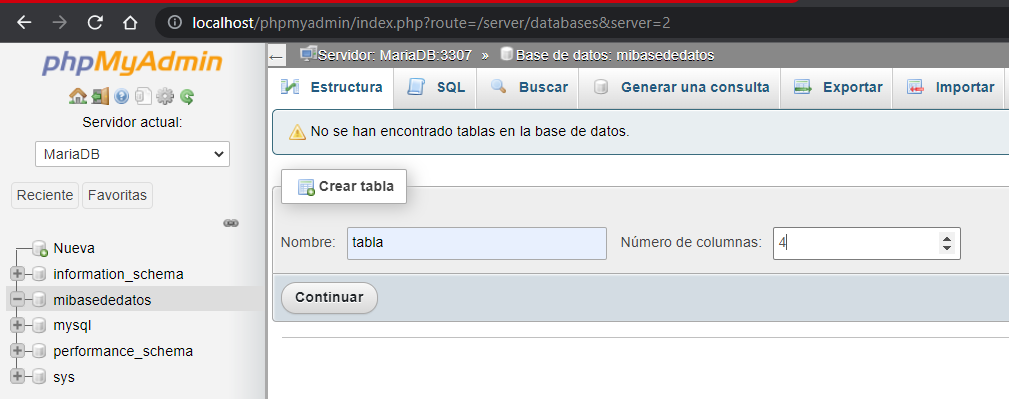 localhost/phpmyadmin/index.php?route=/server/databases&server=2
phpMyAdmin
Servidor actual:
MariaDB
Reciente Favoritas
Nueva
information_schema
mibasededatos
mysql
performance_schema
sys
Servidor: MariaDB:3307 » Base de datos: mibasededatos
Estructura SQL Buscar Generar una consulta Exportar Importar
No se han encontrado tablas en la base de datos.
Crear tabla
Nombre: tabla Número de columnas: 4
Continuar